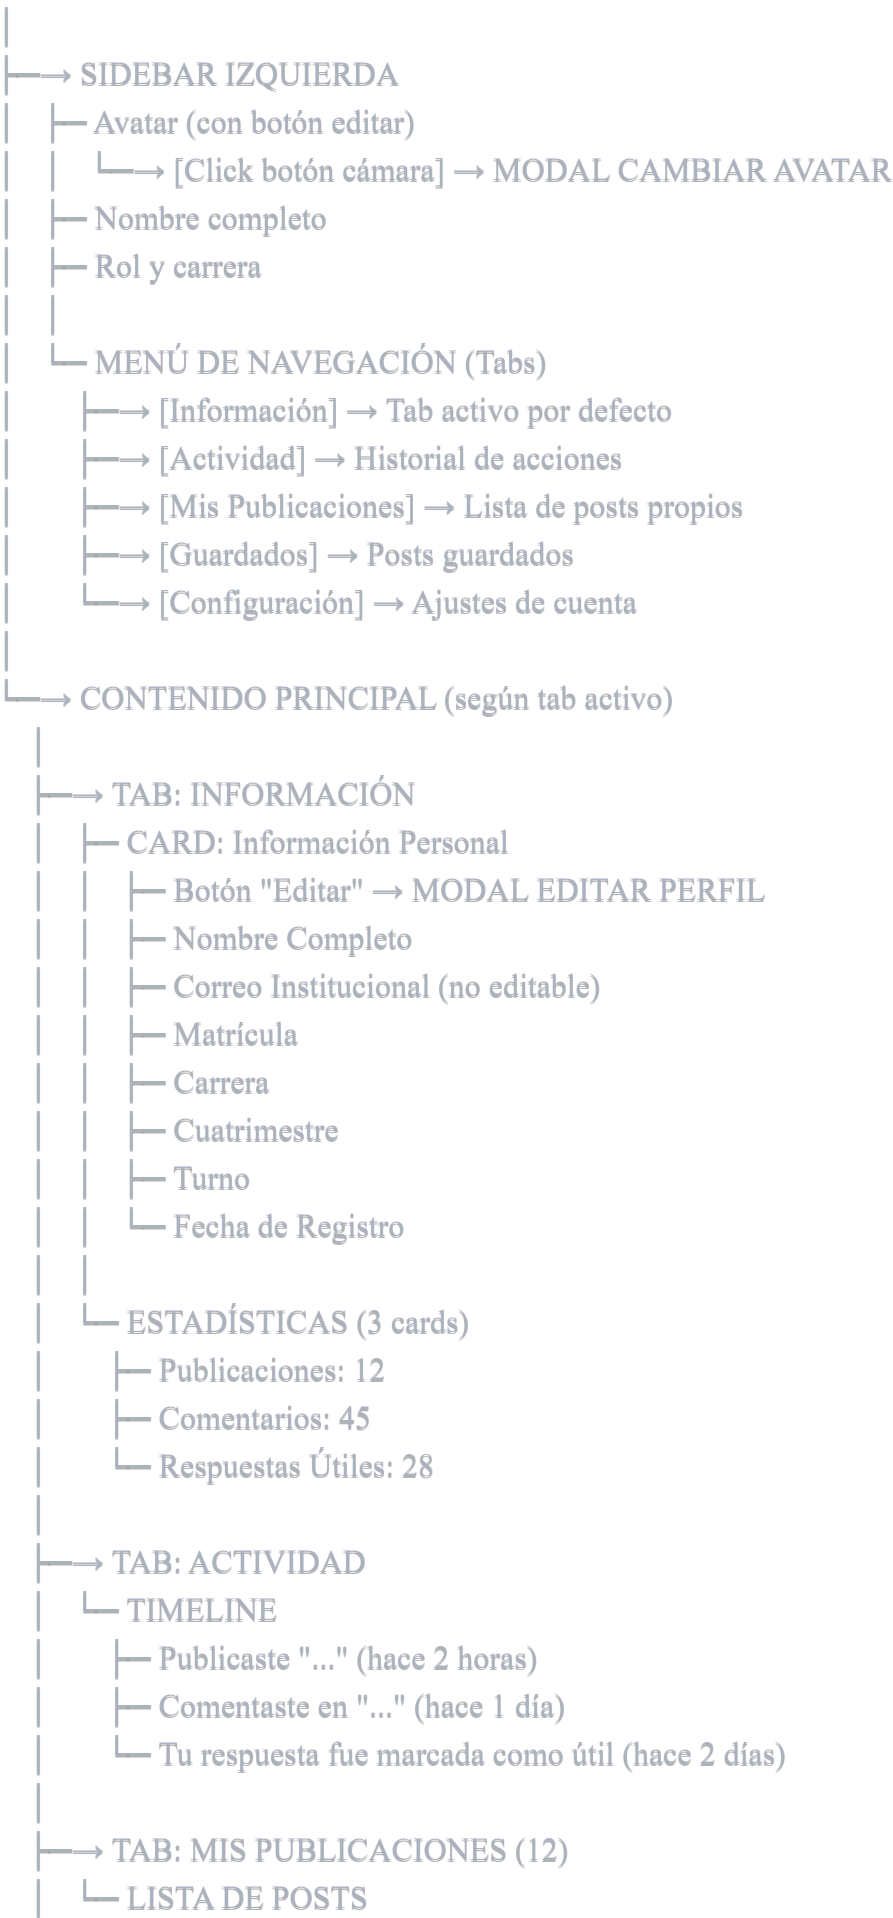 │
├─→ SIDEBAR IZQUIERDA
│   ├─ Avatar (con botón editar)
│   │   └─→ [Click botón cámara] → MODAL CAMBIAR AVATAR
│   ├─ Nombre completo
│   ├─ Rol y carrera
│   │
│   └─ MENÚ DE NAVEGACIÓN (Tabs)
│       ├─→ [Información] → Tab activo por defecto
│       ├─→ [Actividad] → Historial de acciones
│       ├─→ [Mis Publicaciones] → Lista de posts propios
│       ├─→ [Guardados] → Posts guardados
│       └─→ [Configuración] → Ajustes de cuenta
│
└─→ CONTENIDO PRINCIPAL (según tab activo)
    │
    ├─→ TAB: INFORMACIÓN
    │   ├─ CARD: Información Personal
    │   │   ├─ Botón "Editar" → MODAL EDITAR PERFIL
    │   │   ├─ Nombre Completo
    │   │   ├─ Correo Institucional (no editable)
    │   │   ├─ Matrícula
    │   │   ├─ Carrera
    │   │   ├─ Cuatrimestre
    │   │   ├─ Turno
    │   │   └─ Fecha de Registro
    │   │
    │   └─ ESTADÍSTICAS (3 cards)
    │       ├─ Publicaciones: 12
    │       ├─ Comentarios: 45
    │       └─ Respuestas Útiles: 28
    │
    ├─→ TAB: ACTIVIDAD
    │   └─ TIMELINE
    │       ├─ Publicaste "..." (hace 2 horas)
    │       ├─ Comentaste en "..." (hace 1 día)
    │       └─ Tu respuesta fue marcada como útil (hace 2 días)
    │
    ├─→ TAB: MIS PUBLICACIONES (12)
    │   └─ LISTA DE POSTS